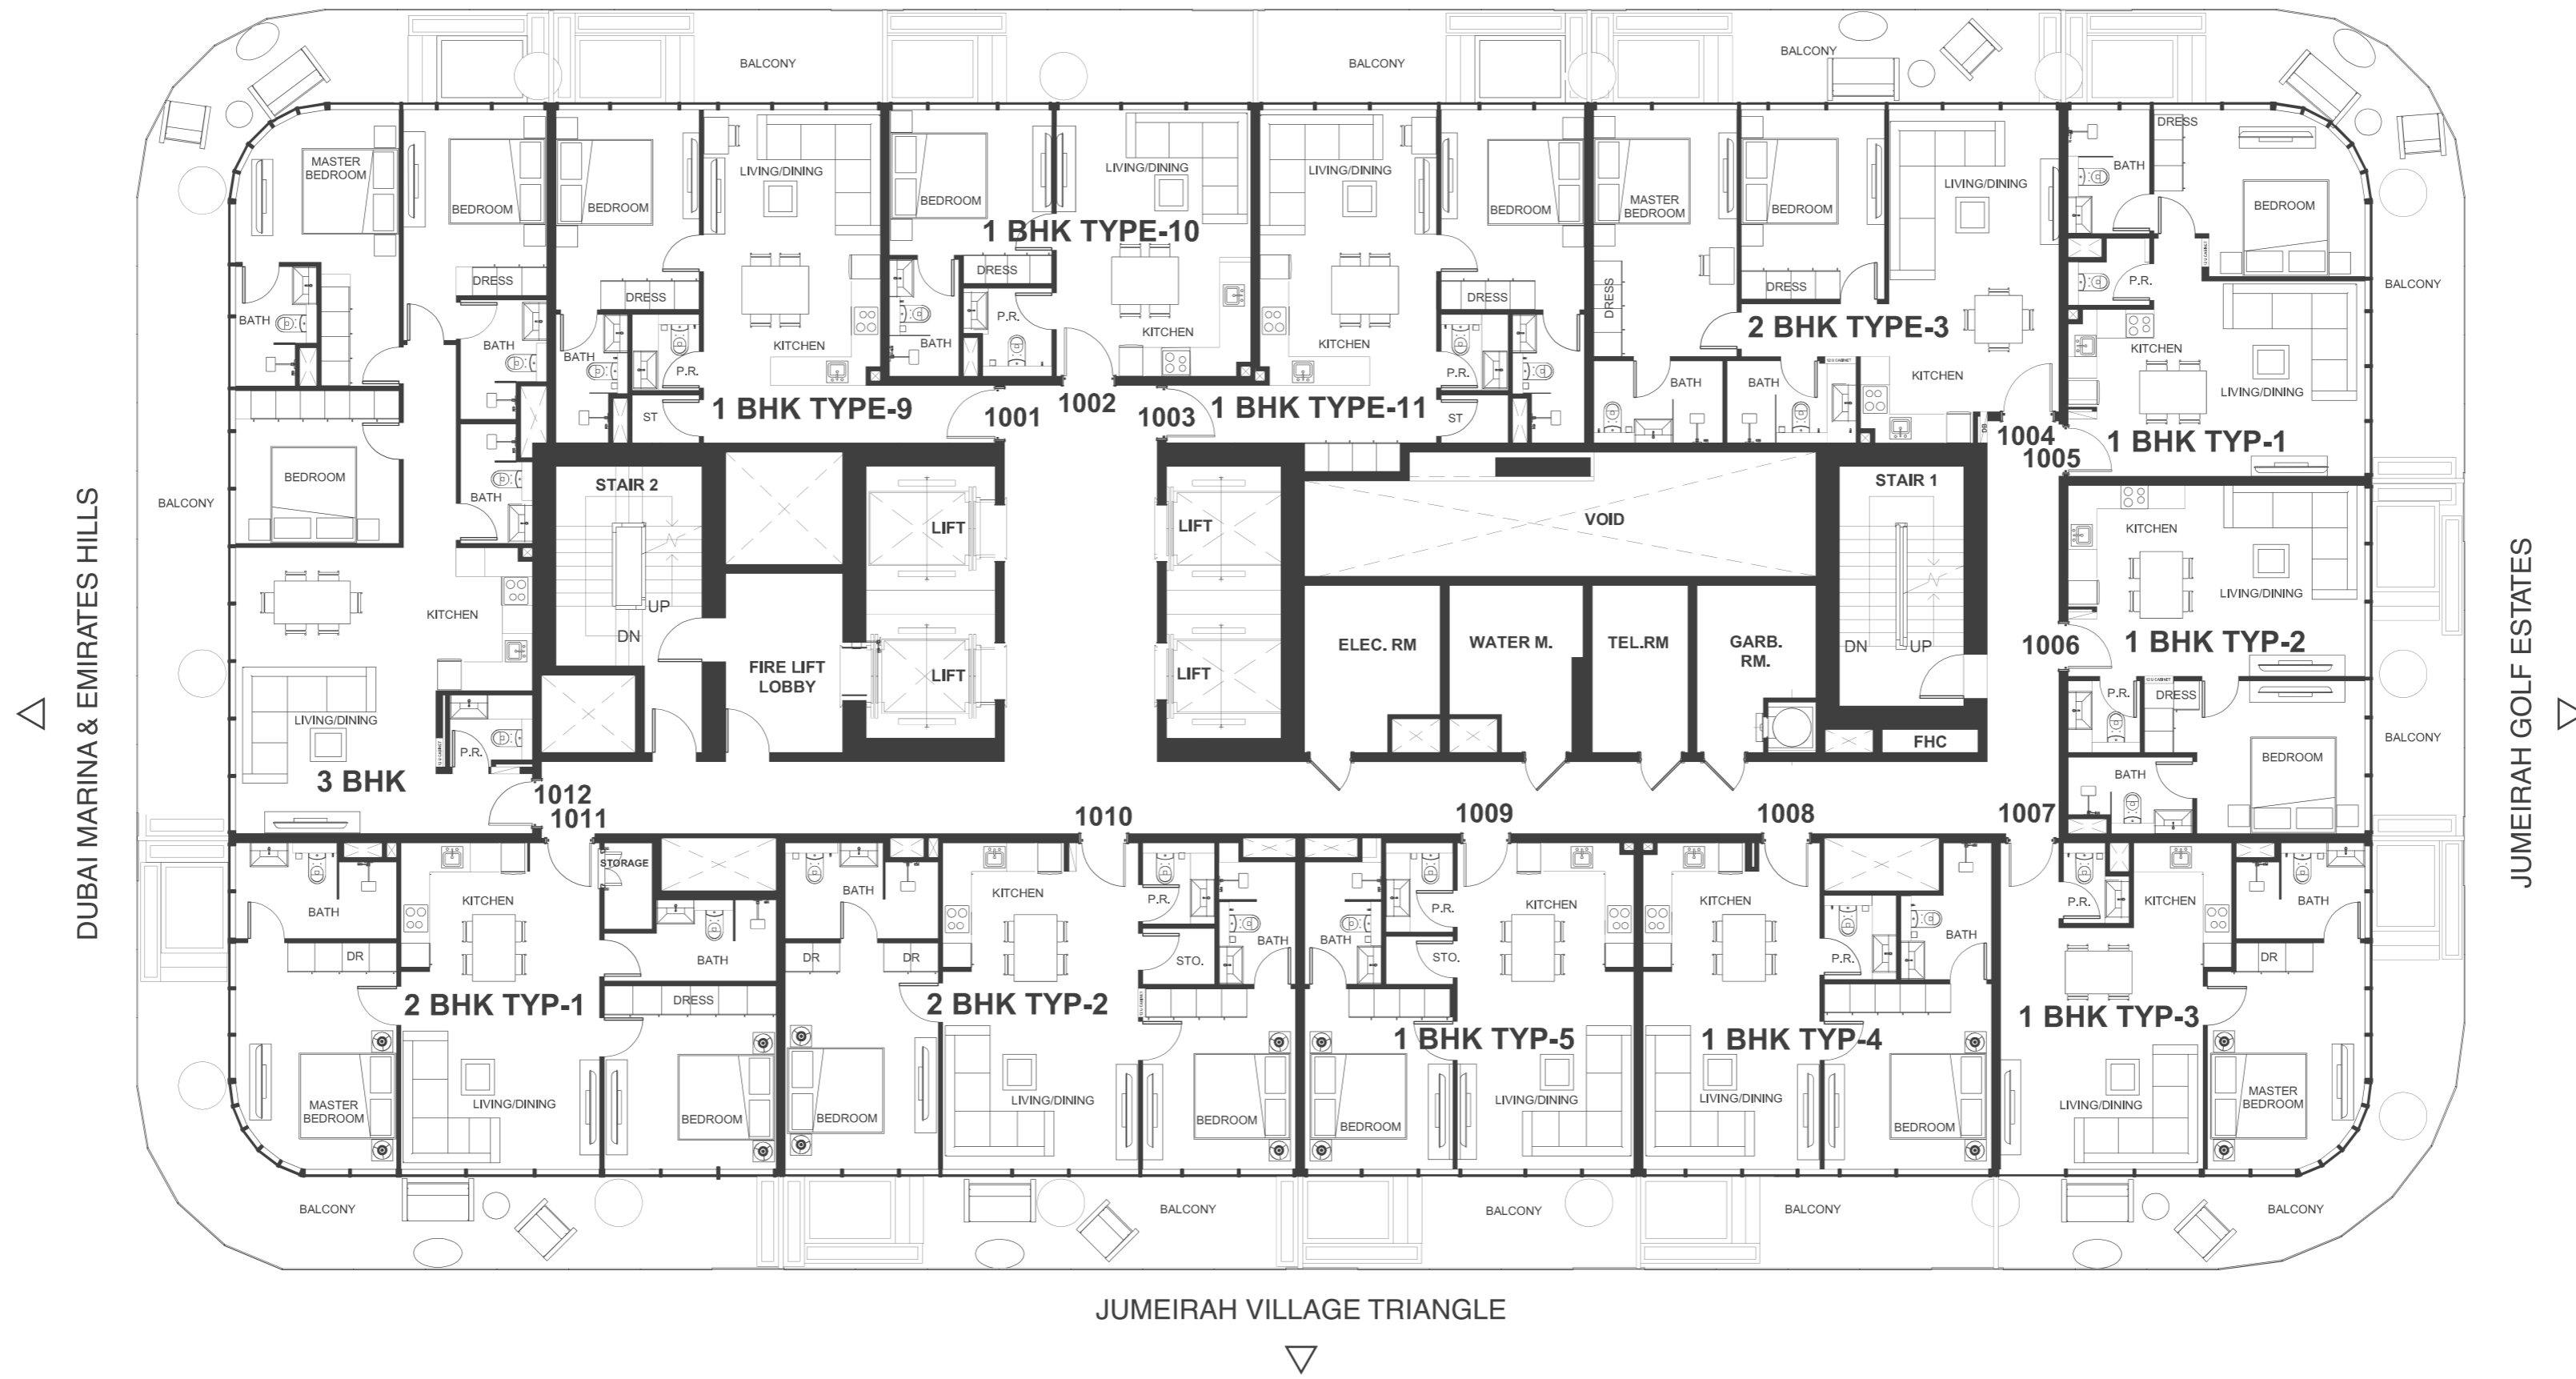 BALCONY
BALCONY
BALCONY
MASTER
BEDROOM
BEDROOM
DRESS
BATH
BATH
BEDROOM
BATH
BEDROOM
DRESS
BATH
P.R.
ST
LIVING/DINING
KITCHEN
1 BHK TYPE-9
1001
BEDROOM
DRESS
BATH
P.R.
LIVING/DINING
1 BHK TYPE-10
KITCHEN
1002
1003
LIVING/DINING
KITCHEN
1 BHK TYPE-11
BEDROOM
DRESS
P.R.
ST
MASTER
BEDROOM
DRESS
BEDROOM
DRESS
LIVING/DINING
2 BHK TYPE-3
BATH
BATH
KITCHEN
1004
1005
DRESS
BATH
BEDROOM
P.R.
KITCHEN
LIVING/DINING
1 BHK TYP-1
BALCONY
BALCONY
KITCHEN
LIVING/DINING
KITCHEN
1006
1 BHK TYP-2
LIVING/DINING
P.R.
DRESS
BEDROOM
BATH
BALCONY
STAIR 2
UP
DN
FIRE LIFT
LOBBY
LIFT
LIFT
LIFT
LIFT
VOID
ELEC. RM
WATER M.
TEL.RM
GARB.
RM.
STAIR 1
DN
UP
FHC
P.R.
3 BHK
1012
1011
1010
1009
1008
1007
BATH
DR
KITCHEN
STORAGE
BATH
DRESS
2 BHK TYP-1
MASTER
BEDROOM
LIVING/DINING
BEDROOM
BATH
DR
DR
KITCHEN
P.R.
STO.
BATH
2 BHK TYP-2
BEDROOM
LIVING/DINING
BEDROOM
BATH
P.R.
STO.
KITCHEN
1 BHK TYP-5
BEDROOM
LIVING/DINING
KITCHEN
P.R.
BATH
1 BHK TYP-4
LIVING/DINING
BEDROOM
P.R.
KITCHEN
BATH
DR
1 BHK TYP-3
LIVING/DINING
MASTER
BEDROOM
BALCONY
BALCONY
BALCONY
BALCONY
BALCONY
DUBAI MARINA & EMIRATES HILLS
JUMEIRAH GOLF ESTATES
JUMEIRAH VILLAGE TRIANGLE